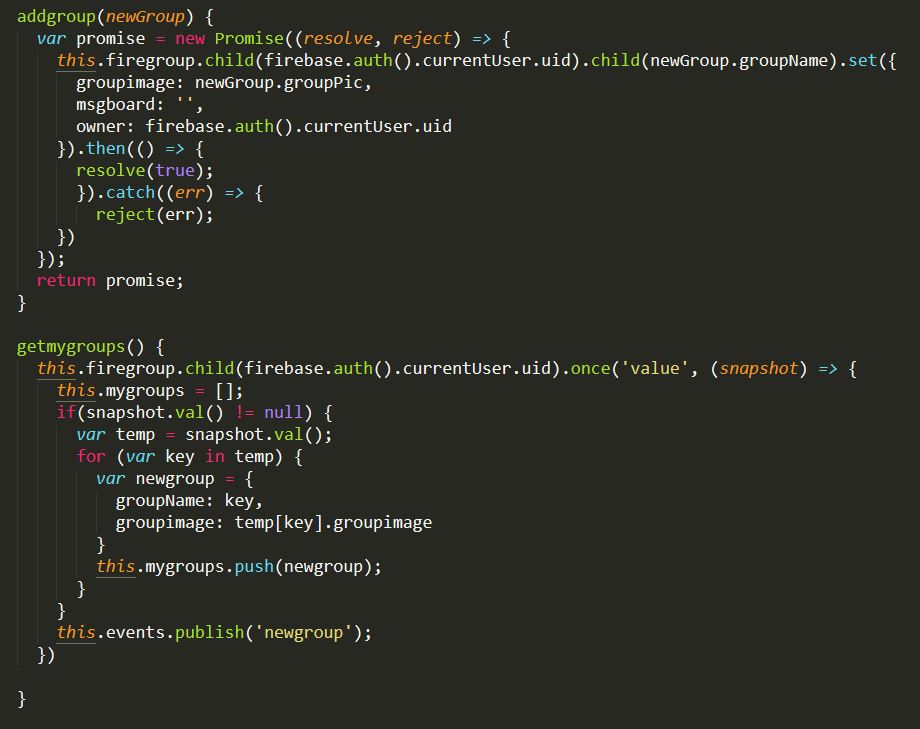 addgroup(newGroup) {
  var promise = new Promise((resolve, reject) => {
    this.firegroup.child(firebase.auth().currentUser.uid).child(newGroup.groupName).set({
      groupimage: newGroup.groupPic,
      msgboard: '',
      owner: firebase.auth().currentUser.uid
    }).then(() => {
      resolve(true);
      }).catch((err) => {
        reject(err);
    })
  });
  return promise;
}

getmygroups() {
  this.firegroup.child(firebase.auth().currentUser.uid).once('value', (snapshot) => {
    this.mygroups = [];
    if(snapshot.val() != null) {
      var temp = snapshot.val();
      for (var key in temp) {
        var newgroup = {
          groupName: key,
          groupimage: temp[key].groupimage
        }
        this.mygroups.push(newgroup);
      }
    }
    this.events.publish('newgroup');
  })

}